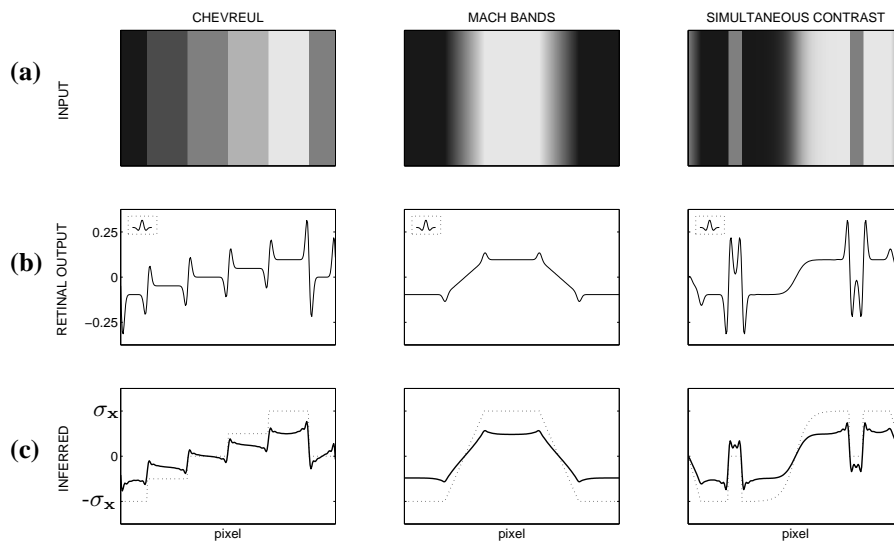 CHEVREUL MACH BANDS SIMULTANEOUS CONTRAST
(a) INPUT
(b) RETINAL OUTPUT
0.25
0
−0.25
(c) INFERRED
σx
0
-σx
pixel pixel pixel